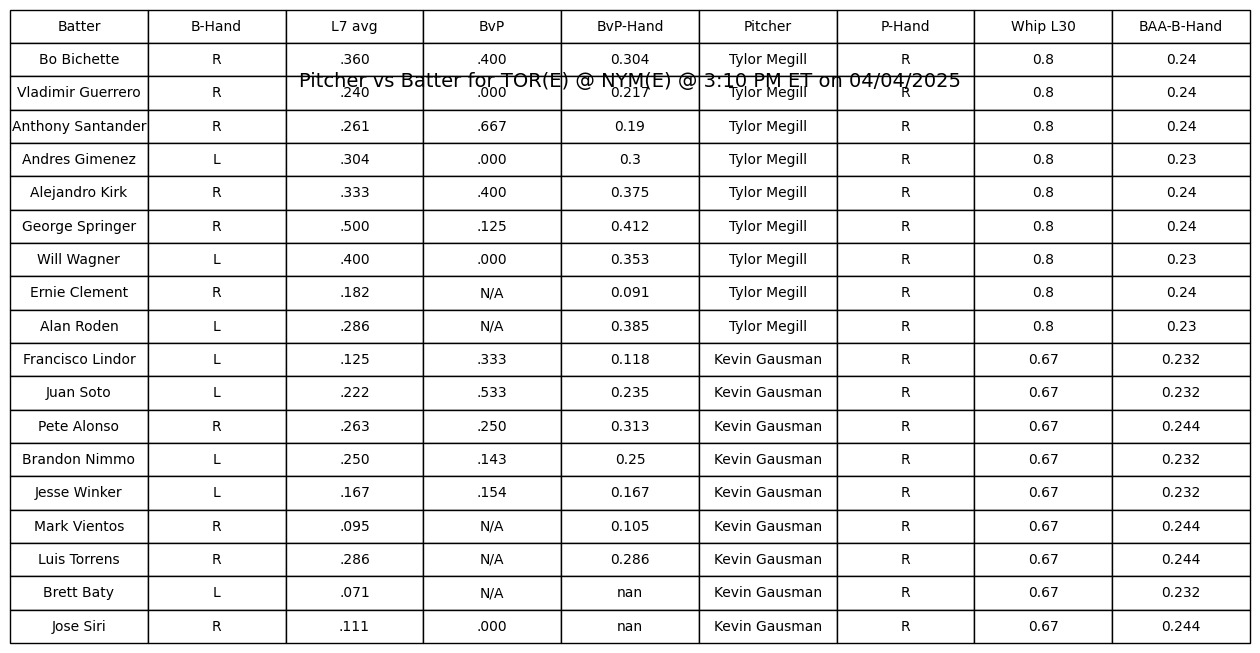 Batter B-Hand L7 avg BvP BvP-Hand Pitcher P-Hand Whip L30 BAA-B-Hand
Bo Bichette R .360 .400 0.304 Tylor Megill R 0.8 0.24
Pitcher vs Batter for TOR(E) @ NYM(E) @ 3:10 PM ET on 04/04/2025
Vladimir Guerrero R .240 .000 0.217 Tylor Megill R 0.8 0.24
Anthony Santander R .261 .667 0.19 Tylor Megill R 0.8 0.24
Andres Gimenez L .304 .000 0.3 Tylor Megill R 0.8 0.23
Alejandro Kirk R .333 .400 0.375 Tylor Megill R 0.8 0.24
George Springer R .500 .125 0.412 Tylor Megill R 0.8 0.24
Will Wagner L .400 .000 0.353 Tylor Megill R 0.8 0.23
Ernie Clement R .182 N/A 0.091 Tylor Megill R 0.8 0.24
Alan Roden L .286 N/A 0.385 Tylor Megill R 0.8 0.23
Francisco Lindor L .125 .333 0.118 Kevin Gausman R 0.67 0.232
Juan Soto L .222 .533 0.235 Kevin Gausman R 0.67 0.232
Pete Alonso R .263 .250 0.313 Kevin Gausman R 0.67 0.244
Brandon Nimmo L .250 .143 0.25 Kevin Gausman R 0.67 0.232
Jesse Winker L .167 .154 0.167 Kevin Gausman R 0.67 0.232
Mark Vientos R .095 N/A 0.105 Kevin Gausman R 0.67 0.244
Luis Torrens R .286 N/A 0.286 Kevin Gausman R 0.67 0.244
Brett Baty L .071 N/A nan Kevin Gausman R 0.67 0.232
Jose Siri R .111 .000 nan Kevin Gausman R 0.67 0.244